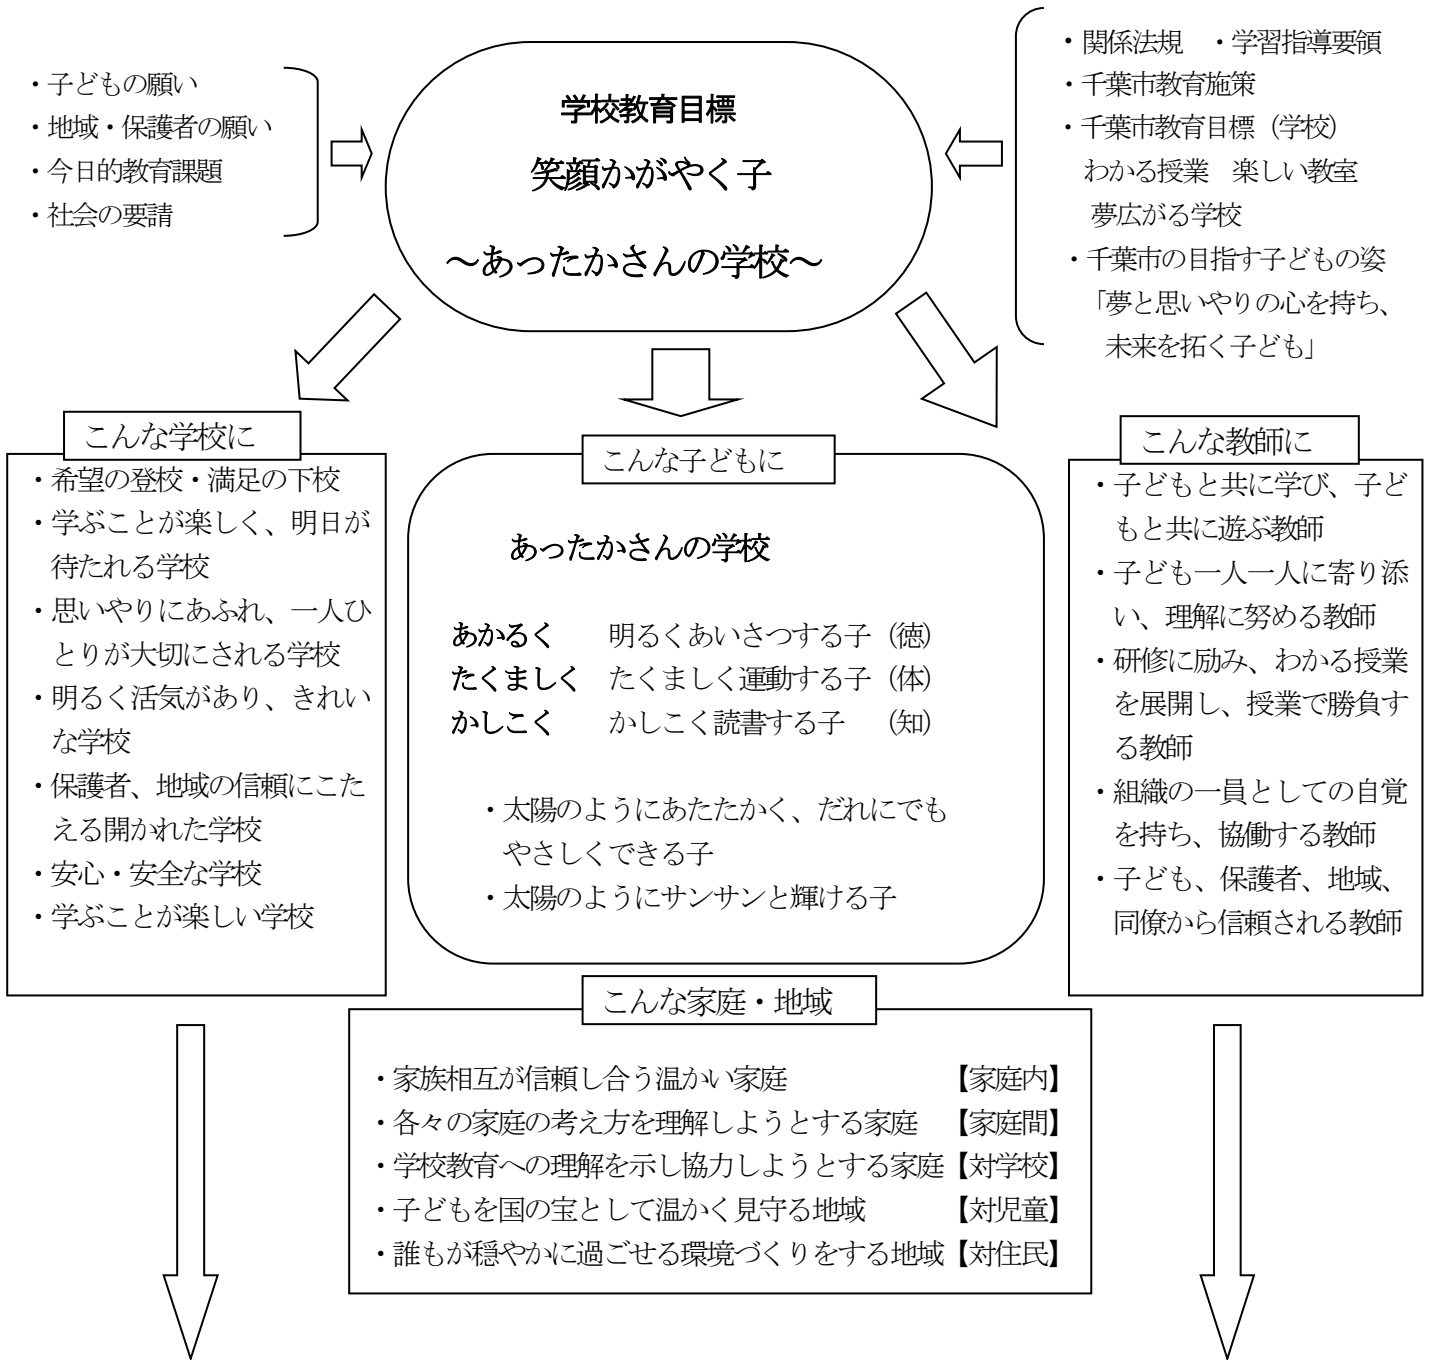 ・子どもの願い
・地域・保護者の願い
・今日的教育課題
・社会の要請
学校教育目標
笑顔かがやく子
～あったかさんの学校～
・関係法規　・学習指導要領
・千葉市教育施策
・千葉市教育目標（学校）
わかる授業　楽しい教室
夢広がる学校
・千葉市の目指す子どもの姿
「夢と思いやりの心を持ち、
未来を拓く子ども」
こんな学校に
・希望の登校・満足の下校
・学ぶことが楽しく、明日が
待たれる学校
・思いやりにあふれ、一人ひ
とりが大切にされる学校
・明るく活気があり、きれい
な学校
・保護者、地域の信頼にこた
える開かれた学校
・安心・安全な学校
・学ぶことが楽しい学校
こんな子どもに
あったかさんの学校
あかるく　明るくあいさつする子（徳）
たくましく　たくましく運動する子（体）
かしこく　かしこく読書する子　（知）
・太陽のようにあたたかく、だれにでも
やさしくできる子
・太陽のようにサンサンと輝ける子
こんな教師に
・子どもと共に学び、子ど
もと共に遊ぶ教師
・子ども一人一人に寄り添
い、理解に努める教師
・研修に励み、わかる授業
を展開し、授業で勝負す
る教師
・組織の一員としての自覚
を持ち、協働する教師
・子ども、保護者、地域、
同僚から信頼される教師
こんな家庭・地域
・家族相互が信頼し合う温かい家庭　【家庭内】
・各々の家庭の考え方を理解しようとする家庭　【家庭間】
・学校教育への理解を示し協力しようとする家庭【対学校】
・子どもを国の宝として温かく見守る地域　【対児童】
・誰もが穏やかに過ごせる環境づくりをする地域【対住民】